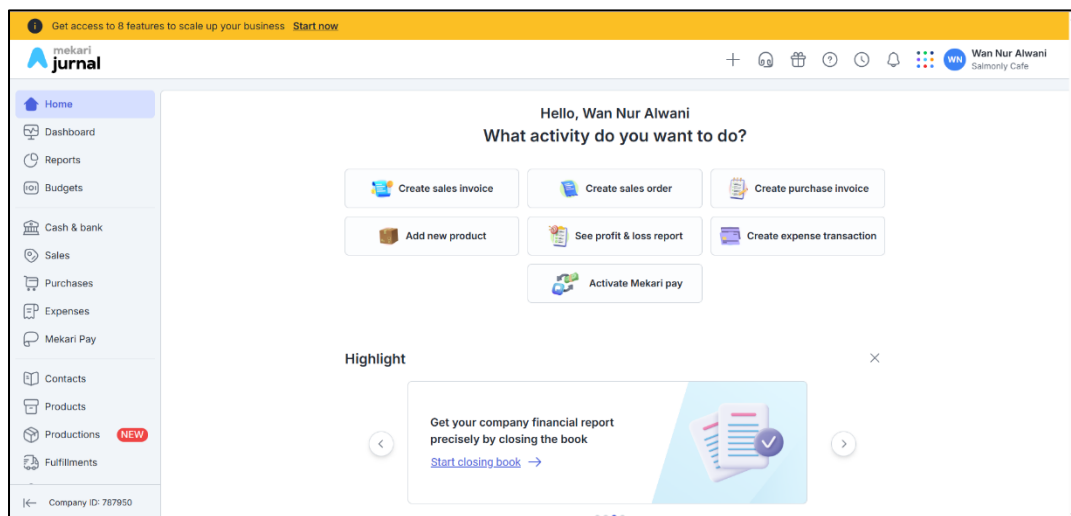 Get access to 8 features to scale up your business Start now
mekari
jurnal
WN
Wan Nur Alwani
Salmonly Cafe
Home
Dashboard
Reports
Budgets
Cash & bank
Sales
Purchases
Expenses
Mekari Pay
Contacts
Products
Productions NEW
Fulfillments
Company ID: 787950
Hello, Wan Nur Alwani
What activity do you want to do?
Create sales invoice
Create sales order
Create purchase invoice
Add new product
See profit & loss report
Create expense transaction
Activate Mekari pay
Highlight
Get your company financial report
precisely by closing the book
Start closing book